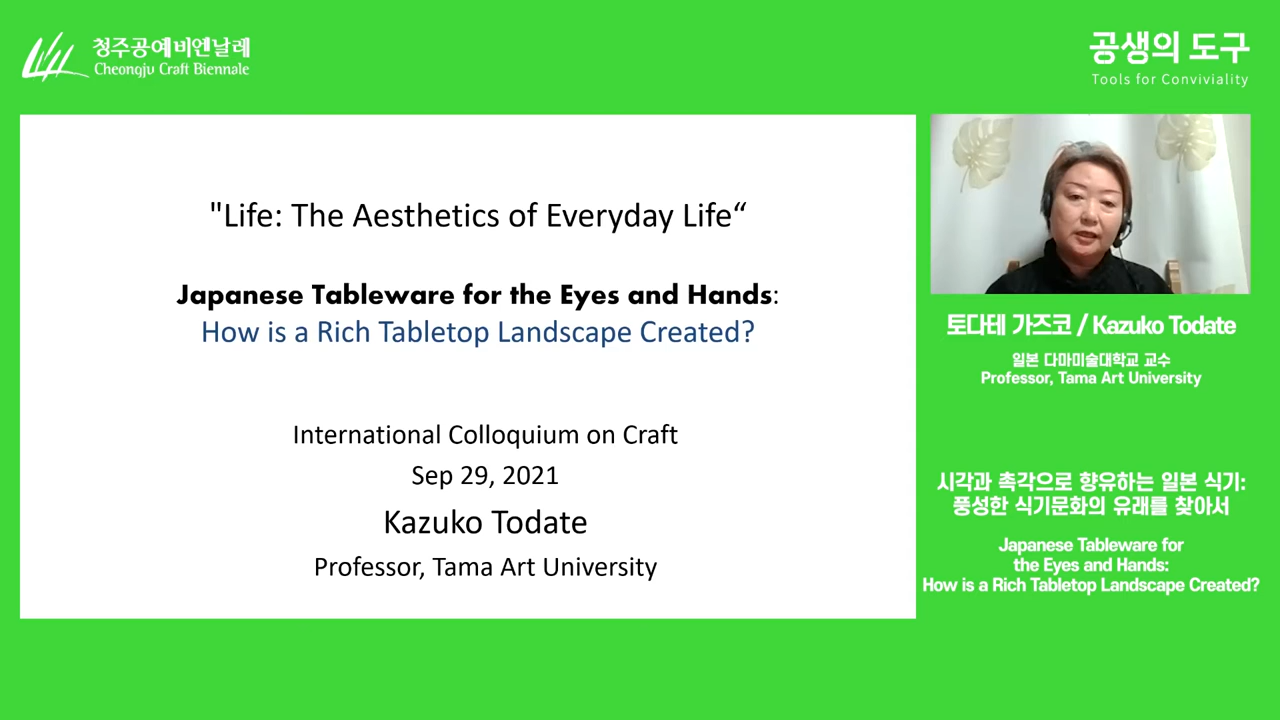 청주공예비엔날레
Cheongju Craft Biennale
공생의 도구
Tools for Conviviality
"Life: The Aesthetics of Everyday Life“
Japanese Tableware for the Eyes and Hands:
How is a Rich Tabletop Landscape Created?
International Colloquium on Craft
Sep 29, 2021
Kazuko Todate
Professor, Tama Art University
토다테 가즈코 / Kazuko Todate
일본 다마미술대학교 교수
Professor, Tama Art University
시각과 촉각으로 향유하는 일본 식기:
풍성한 식기문화의 유래를 찾아서
Japanese Tableware for
the Eyes and Hands:
How is a Rich Tabletop Landscape Created?